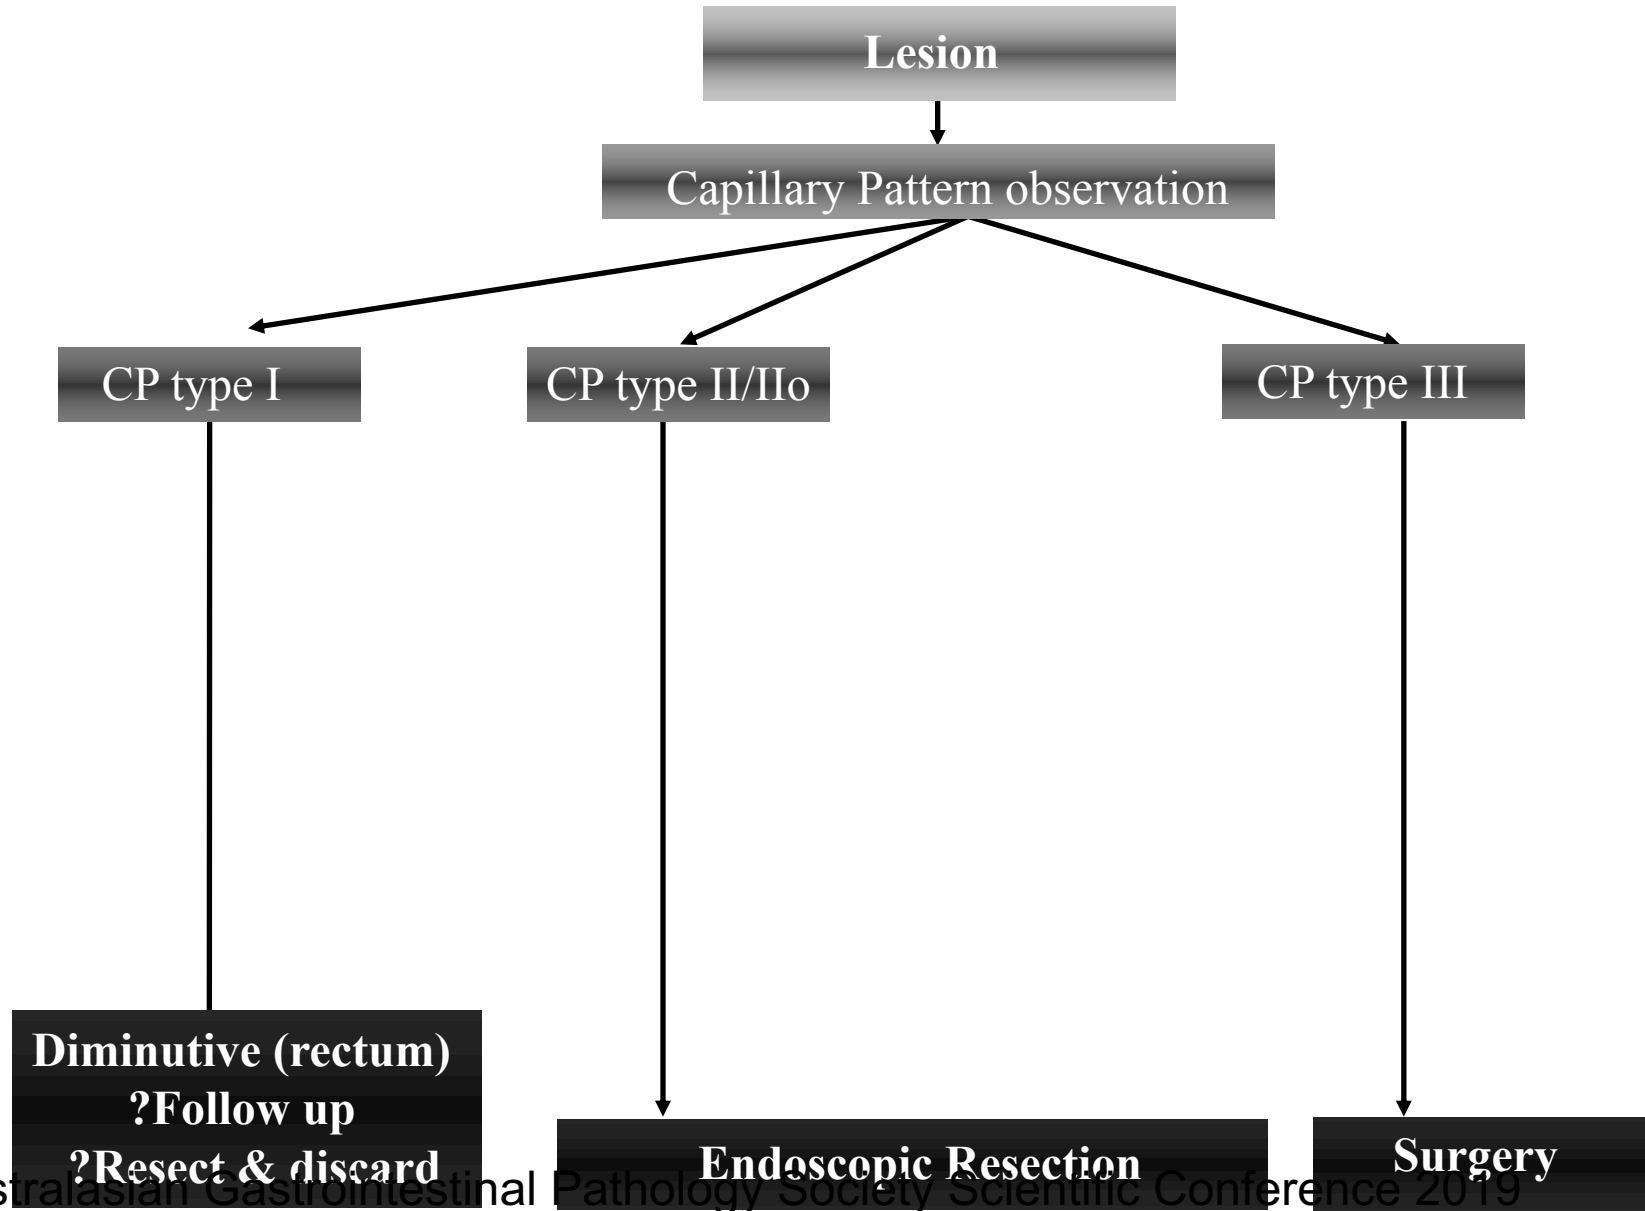 Lesion
Capillary Pattern observation
CP type I
CP type II/IIo
CP type III
Diminutive (rectum)
?Follow up
?Resect & discard
Endoscopic Resection
Surgery
stralasian Gastrointestinal Pathology Society Scientific Conference 2019